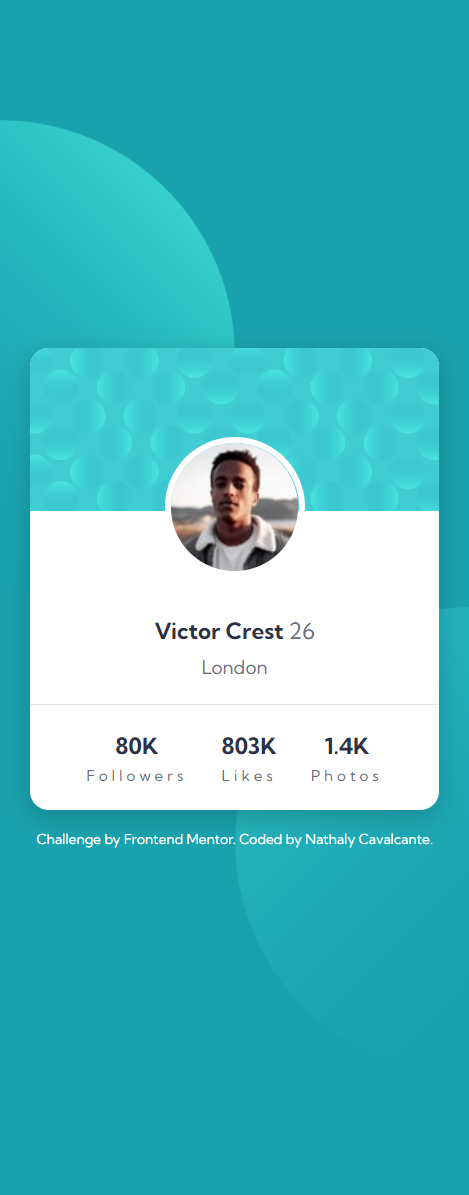 Victor Crest 26
London
80K 803K 1.4K
Followers Likes Photos
Challenge by Frontend Mentor. Coded by Nathaly Cavalcante.